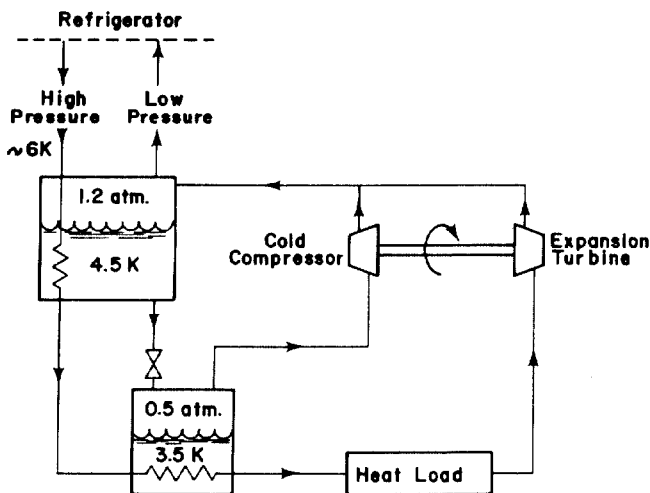 Refrigerator
High
Pressure
Low
Pressure
~6K
1.2 atm.
4.5 K
Cold
Compressor
Expansion
Turbine
0.5 atm.
3.5 K
Heat Load